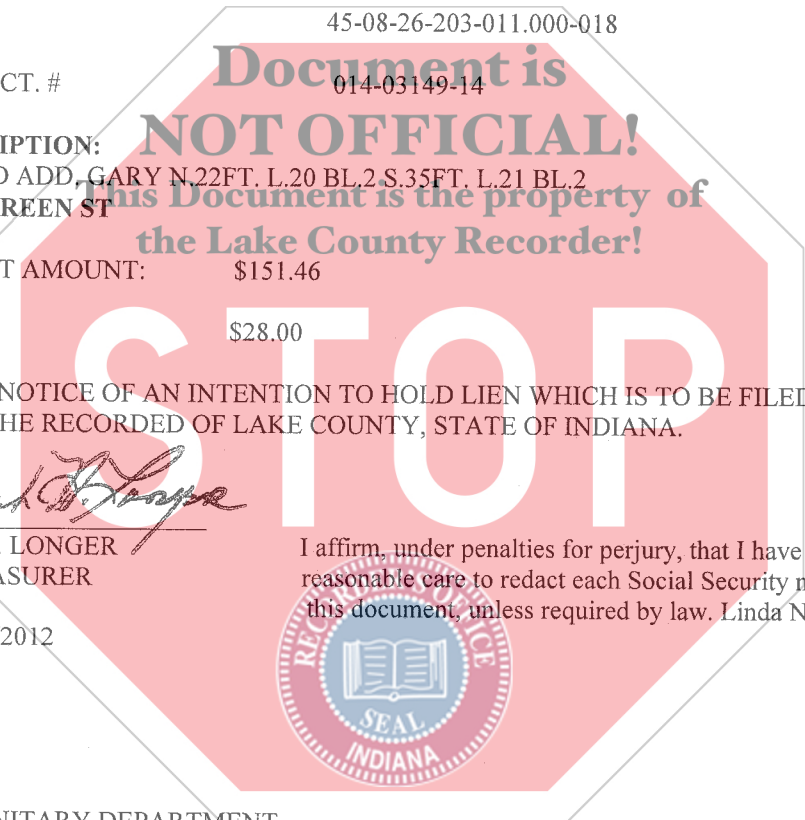 45-08-26-203-011.000-018
Document is
CT. # 014-03149-14
NOT OFFICIAL!
IPTION:
D ADD, GARY N.22FT. L.20 BL.2 S.35FT. L.21 BL.2
This Document is the property of
REEN ST
the Lake County Recorder!
T AMOUNT: $151.46
$28.00
STOP
NOTICE OF AN INTENTION TO HOLD LIEN WHICH IS TO BE FILED
HE RECORDED OF LAKE COUNTY, STATE OF INDIANA.
LONGER
ASURER
I affirm, under penalties for perjury, that I have
reasonable care to redact each Social Security n
this document, unless required by law. Linda N
2012
RECORDER'S OFFICE
SEAL
INDIANA
NITARY DEPARTMENT